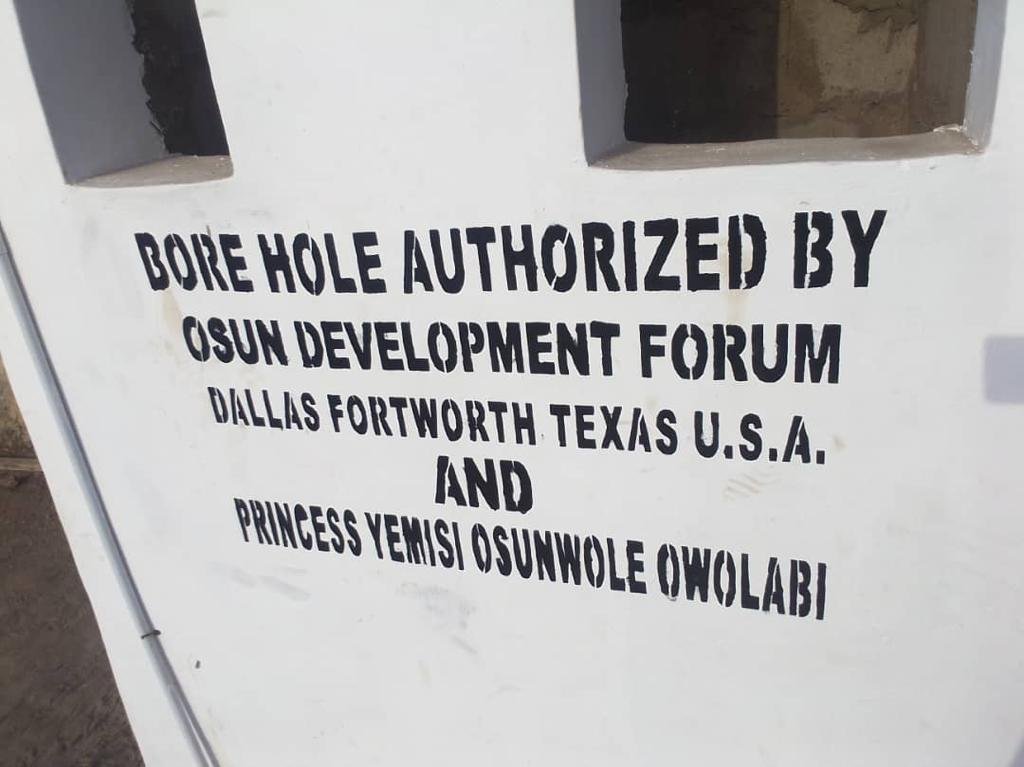 BORE HOLE AUTHORIZED BY
OSUN DEVELOPMENT FORUM
DALLAS FORTWORTH TEXAS U.S.A.
AND
PRINCESS YEMISI OSUNWOLE OWOLABI